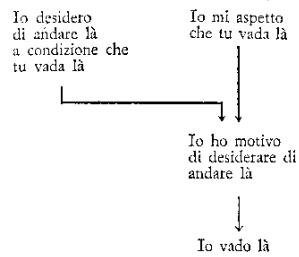 Io desidero
di andare là
a condizione che
tu vada là
Io mi aspetto
che tu vada là
Io ho motivo
di desiderare di
andare là
Io vado là